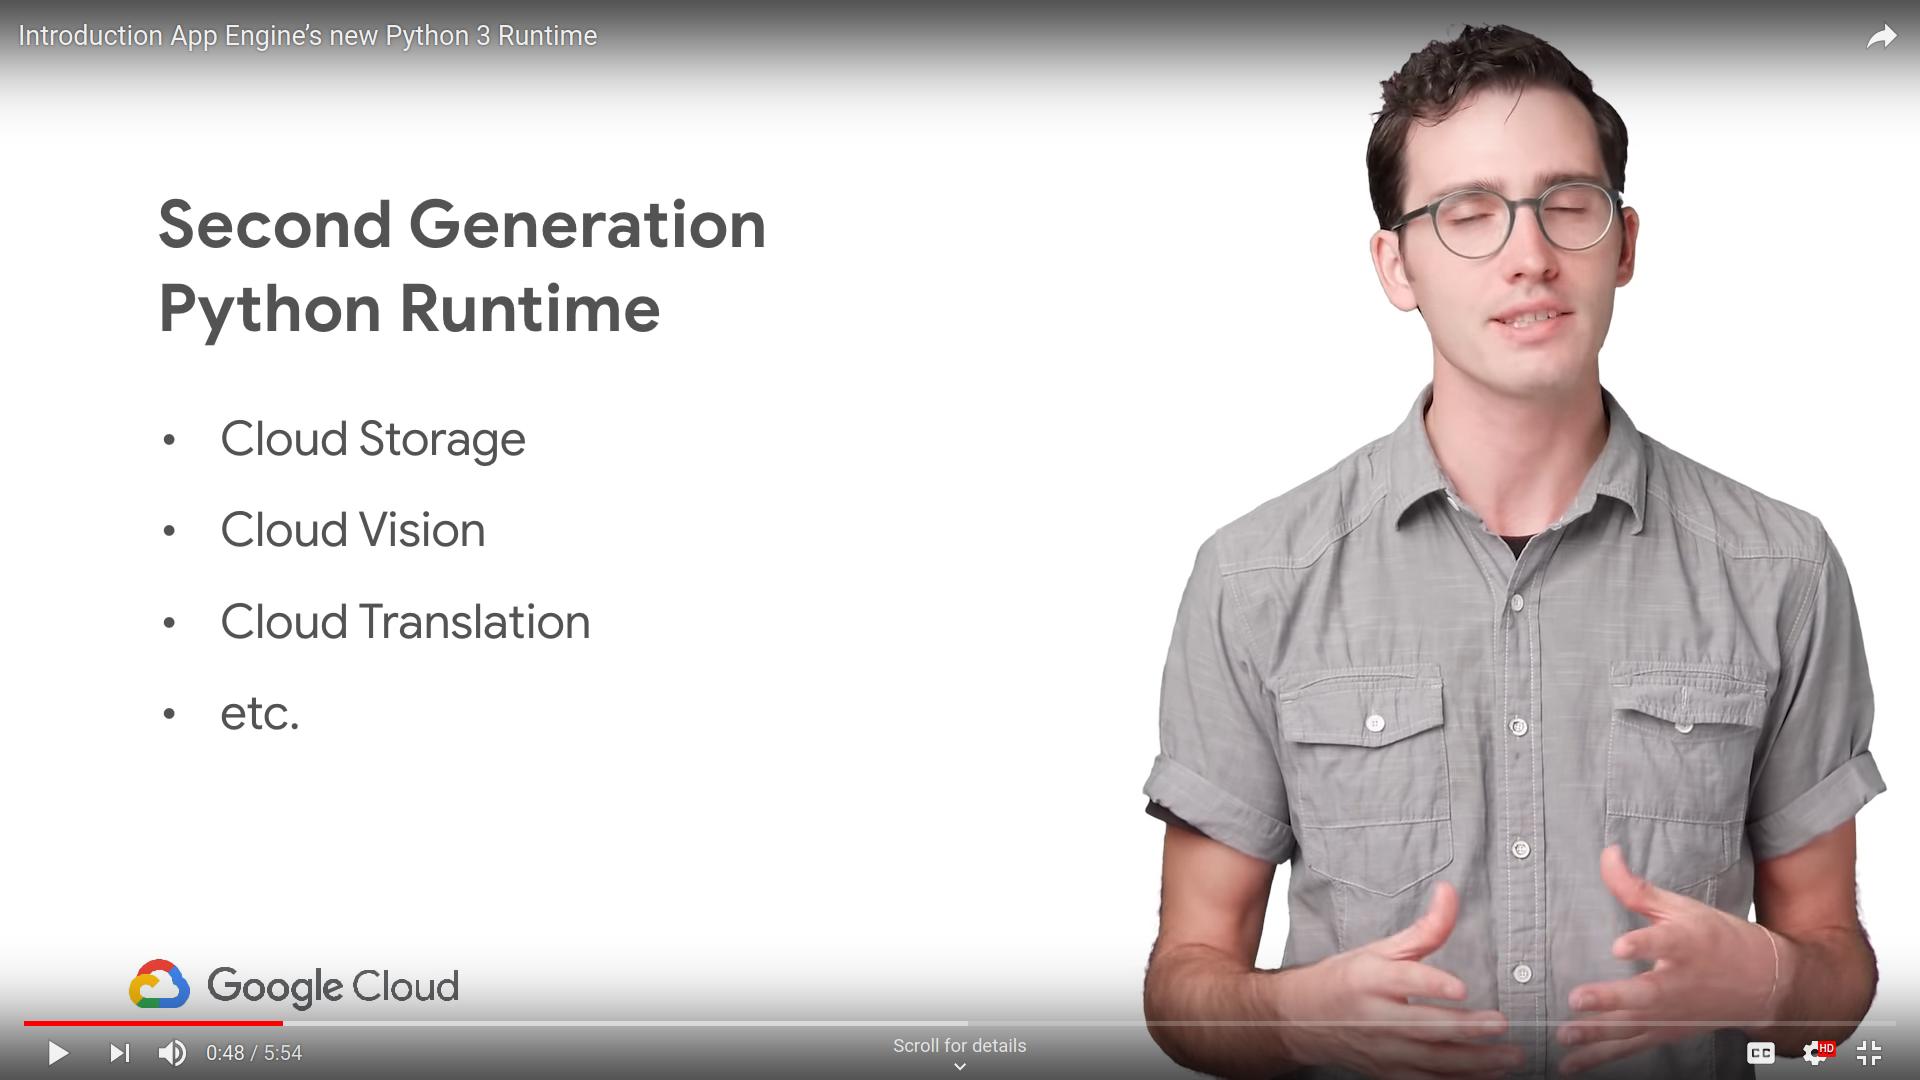 Introduction App Engine’s new Python 3 Runtime
Second Generation
Python Runtime
• Cloud Storage
• Cloud Vision
• Cloud Translation
• etc.
Google Cloud
0:48 / 5:54
Scroll for details
CC
HD